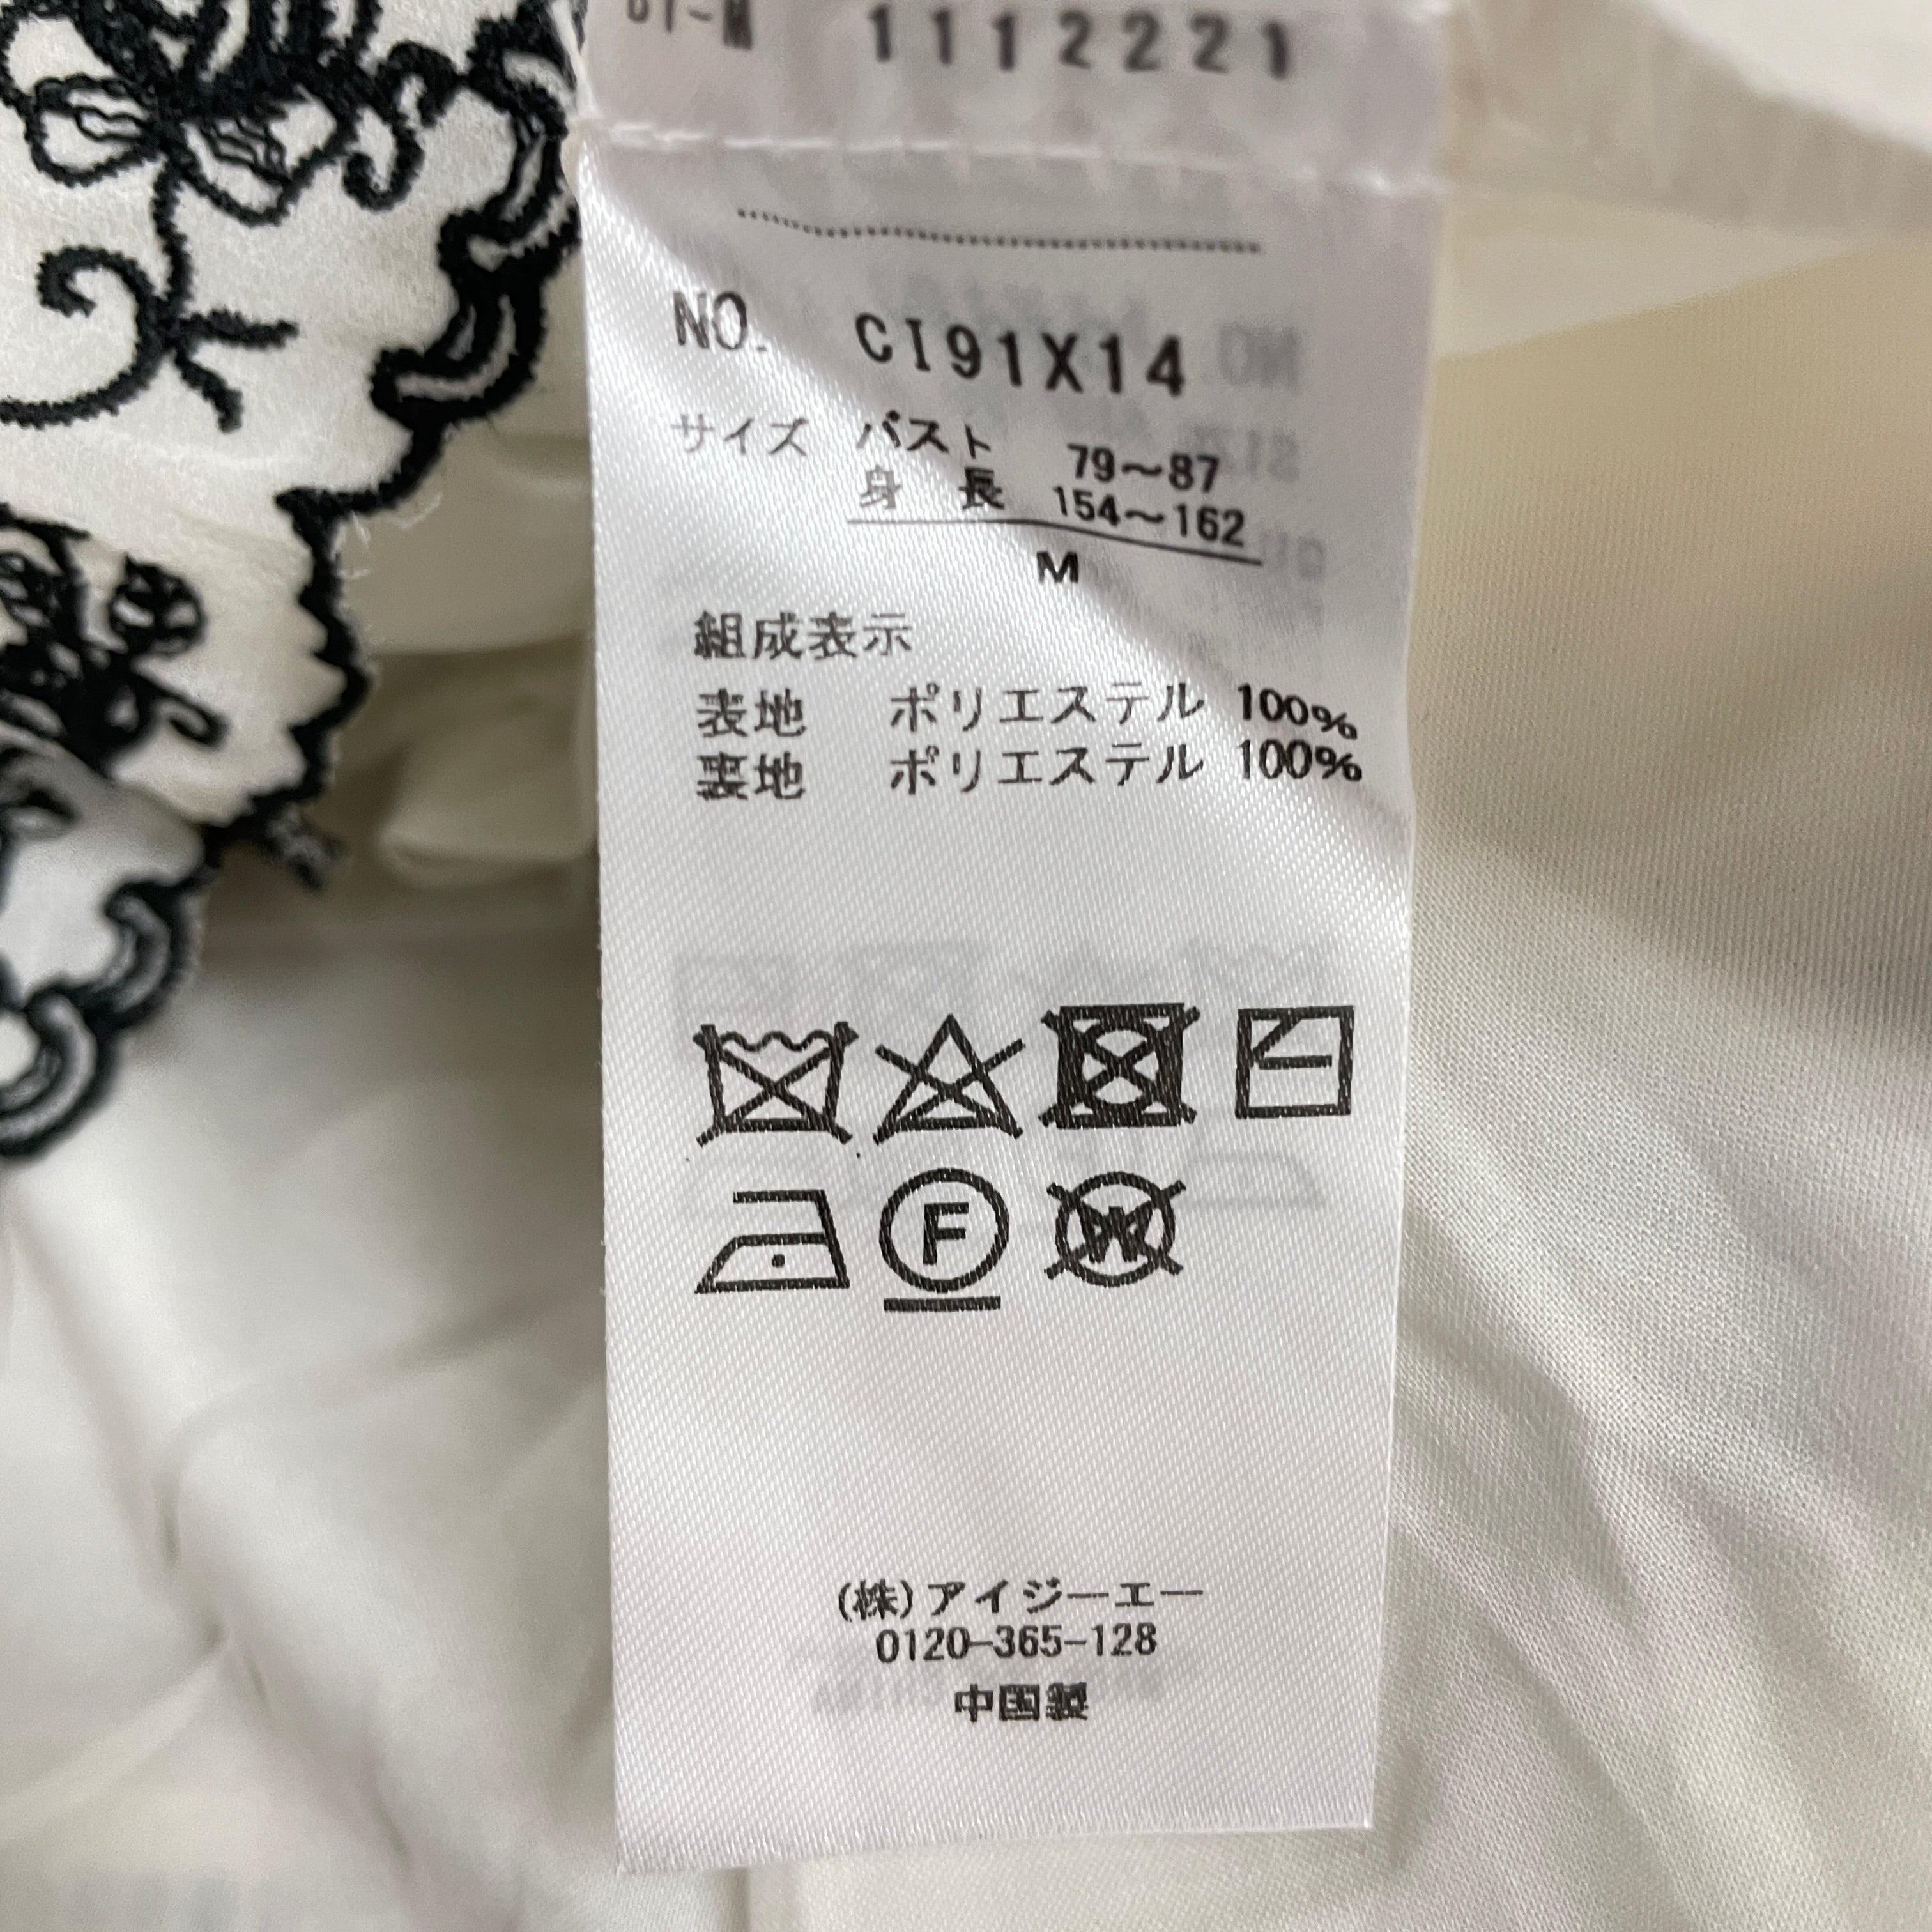 01-M 1112221
NO. CI91X14
サイズ バスト 79〜87
身長 154〜162
M
組成表示
表地 ポリエステル 100%
裏地 ポリエステル 100%
F
W
(株)アイジーエー
0120-365-128
中国製